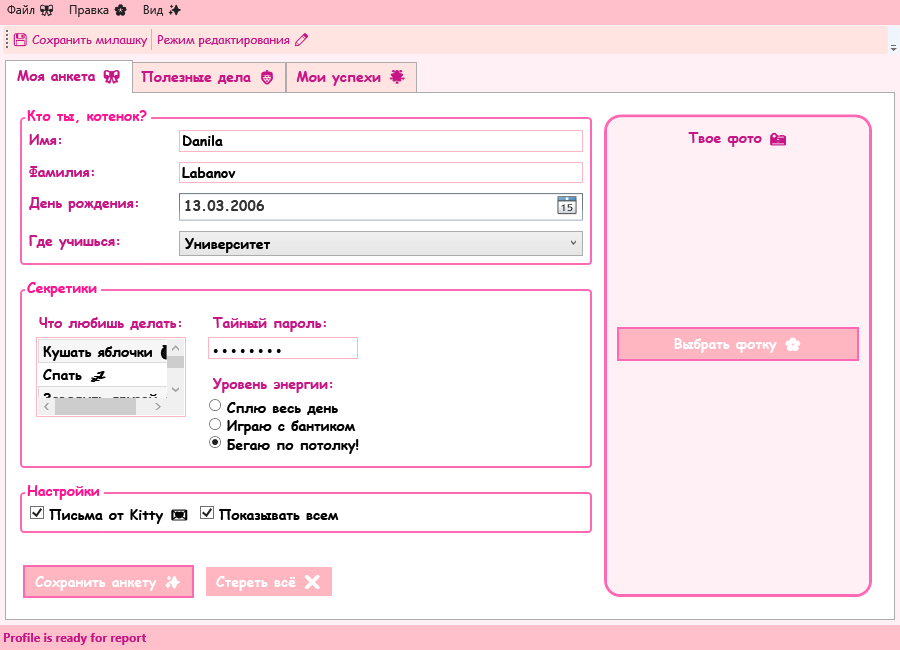 Файл Правка Вид
Сохранить милашку Режим редактирования
Моя анкета Полезные дела Мои успехи
Кто ты, котенок?
Имя: Danila
Фамилия: Labanov
День рождения: 13.03.2006 15
Где учишься: Университет
Твое фото
Выбрать фотку
Секретики
Что любишь делать:
Кушать яблочки
Спать
Тайный пароль:
••••••••
Уровень энергии:
Сплю весь день
Играю с бантиком
Бегаю по потолку!
Настройки
Письма от Kitty Показывать всем
Сохранить анкету Стереть всё
Profile is ready for report